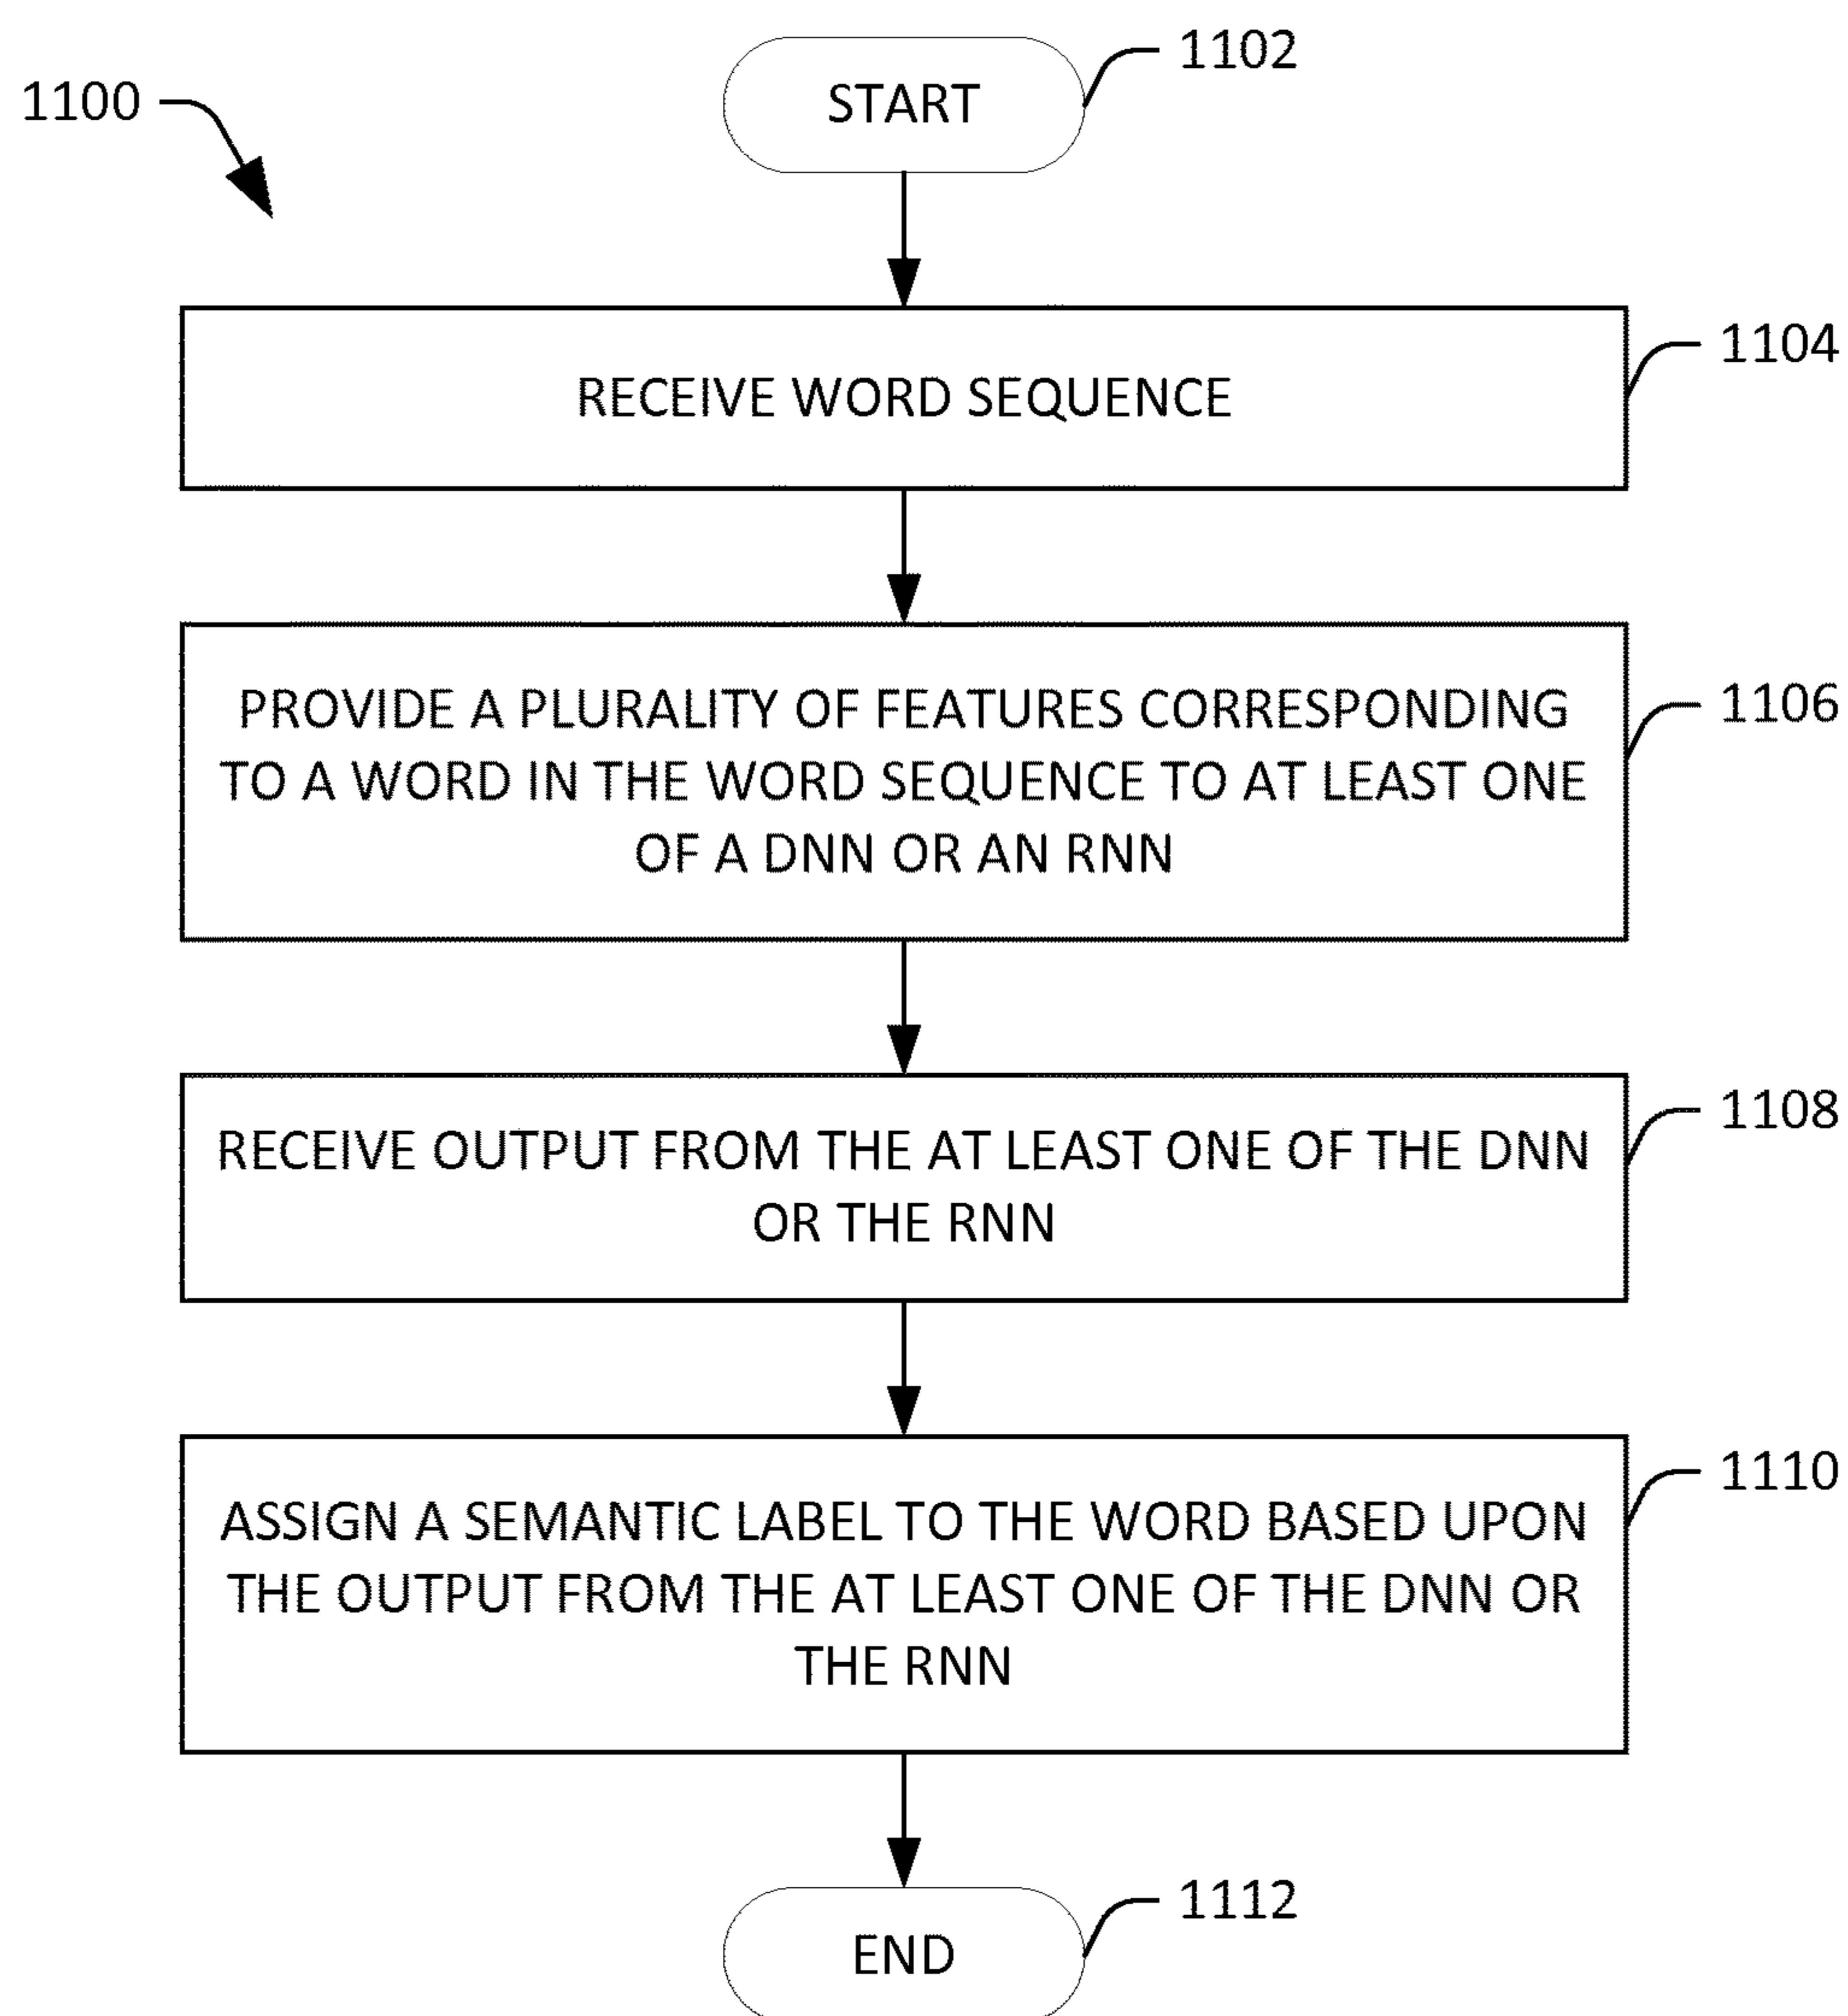 1100
START
1102
RECEIVE WORD SEQUENCE
1104
PROVIDE A PLURALITY OF FEATURES CORRESPONDING
TO A WORD IN THE WORD SEQUENCE TO AT LEAST ONE
OF A DNN OR AN RNN
1106
RECEIVE OUTPUT FROM THE AT LEAST ONE OF THE DNN
OR THE RNN
1108
ASSIGN A SEMANTIC LABEL TO THE WORD BASED UPON
THE OUTPUT FROM THE AT LEAST ONE OF THE DNN OR
THE RNN
1110
END
1112